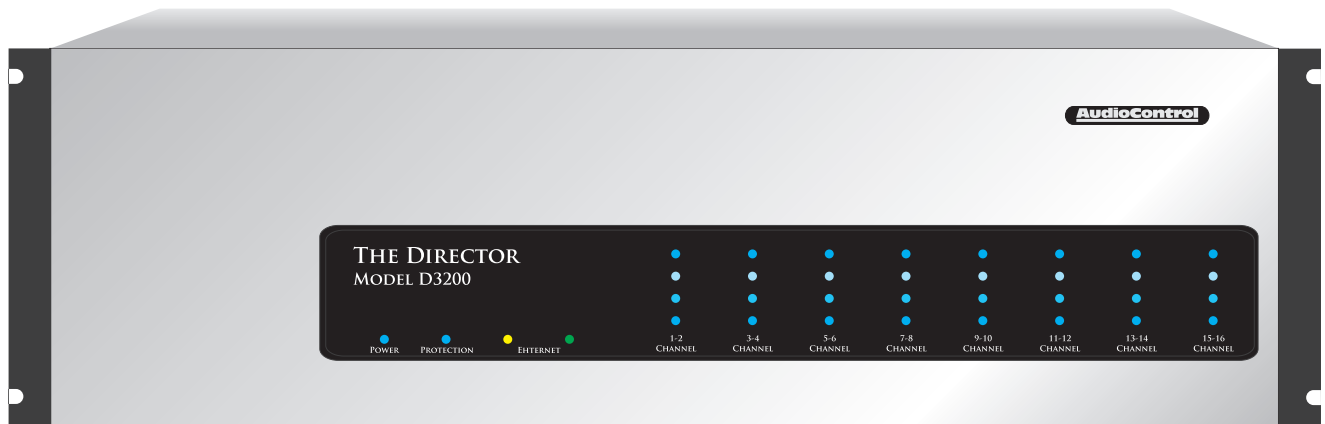 AudioControl
The Director
Model D3200
Power Protection Ehternet
1-2 3-4 5-6 7-8 9-10 11-12 13-14 15-16
Channel Channel Channel Channel Channel Channel Channel Channel